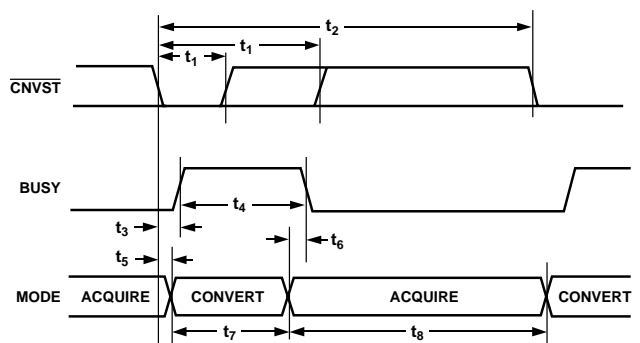 t2
t1
t1
CNVST
BUSY
t4
t3
t6
t5
MODE ACQUIRE CONVERT ACQUIRE CONVERT
t7 t8